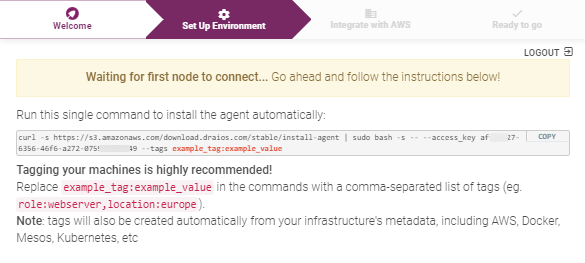 Welcome
Set Up Environment
Integrate with AWS
Ready to go
LOGOUT
Waiting for first node to connect... Go ahead and follow the instructions below!
Run this single command to install the agent automatically:
curl -s https://s3.amazonaws.com/download.draios.com/stable/install-agent | sudo bash -s -- --access_key af 27-
COPY
6356-46f6-a272-075 49 --tags example_tag:example_value
Tagging your machines is highly recommended!
Replace example_tag:example_value in the commands with a comma-separated list of tags (eg.
role:webserver,location:europe).
Note: tags will also be created automatically from your infrastructure's metadata, including AWS, Docker,
Mesos, Kubernetes, etc